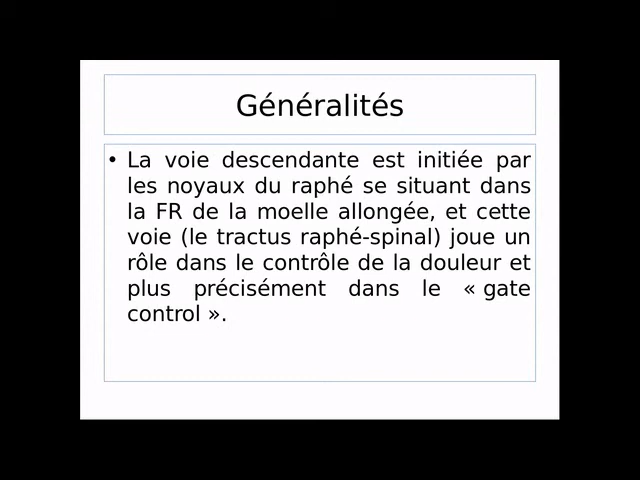 Généralités
• La voie descendante est initiée par
les noyaux du raphé se situant dans
la FR de la moelle allongée, et cette
voie (le tractus raphé-spinal) joue un
rôle dans le contrôle de la douleur et
plus précisément dans le « gate
control ».